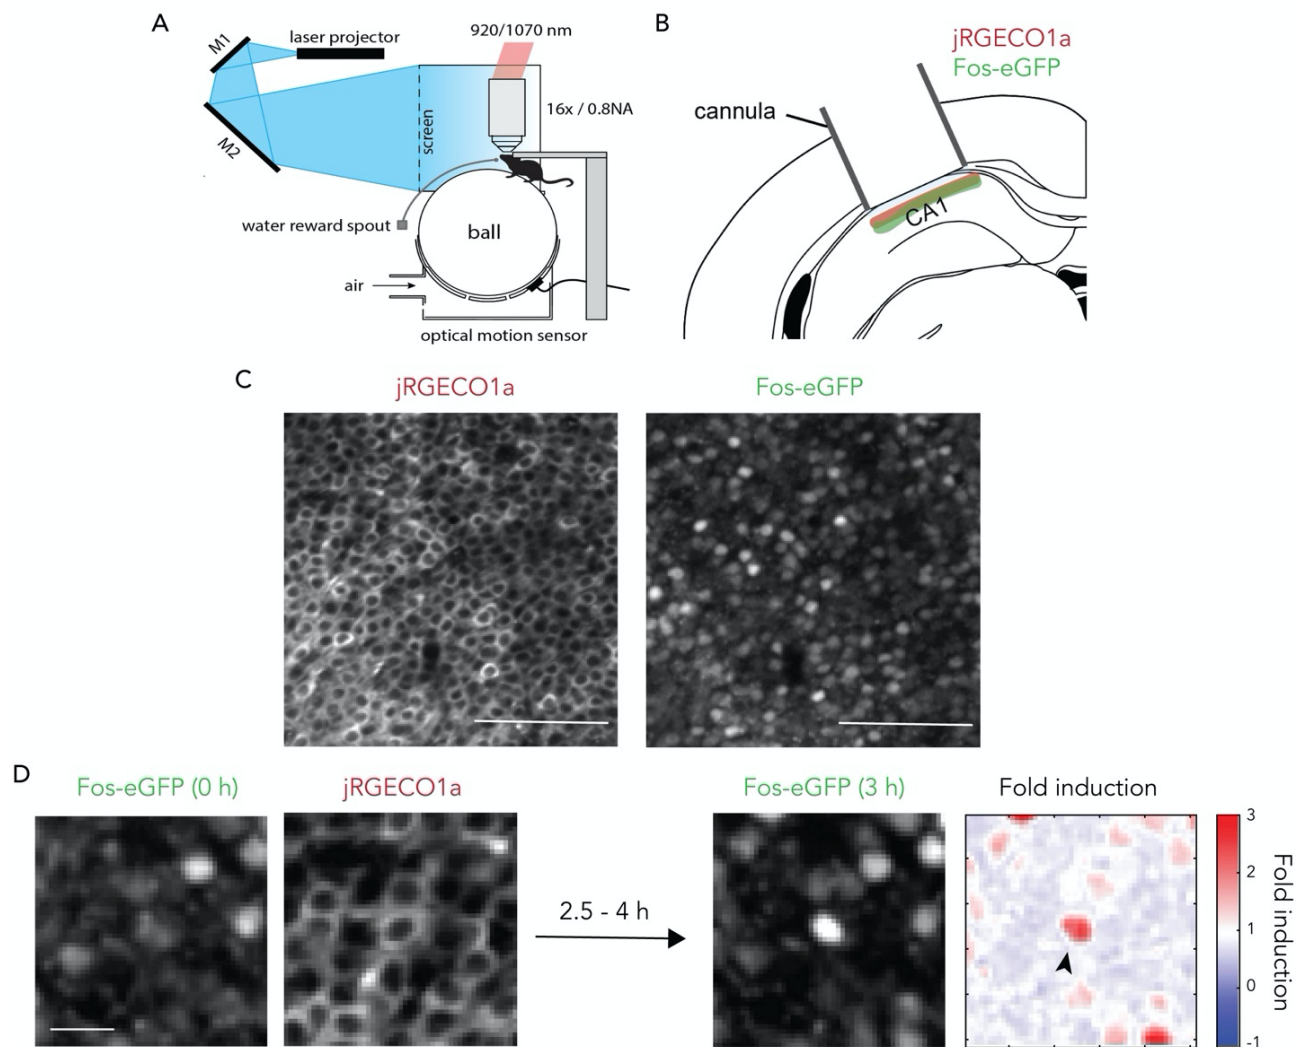 A
M1
laser projector
M2
screen
920/1070 nm
16x / 0.8NA
water reward spout
ball
air
optical motion sensor
B
jRGECO1a
Fos-eGFP
cannula
CA1
C
jRGECO1a
Fos-eGFP
D
Fos-eGFP (0 h)
jRGECO1a
2.5 - 4 h
Fos-eGFP (3 h)
Fold induction
3
2
1
0
-1
Fold induction